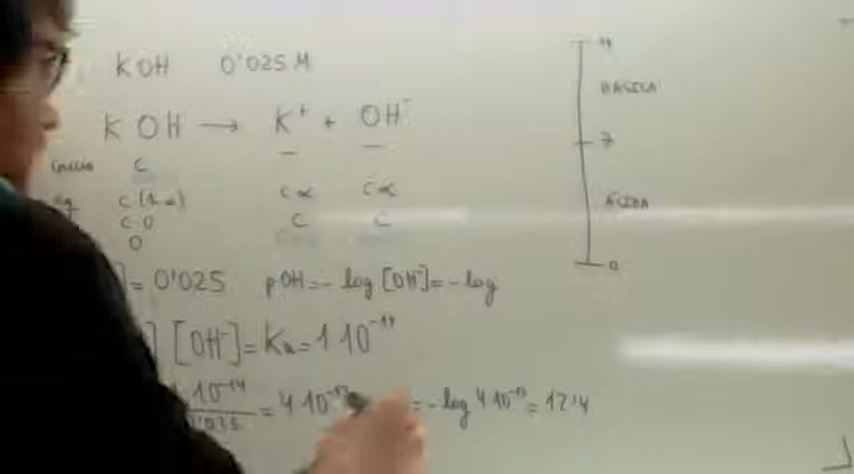 KOH 0'025 M
KOH → K⁺ + OH⁻
Inicio C
C(1-α) Cα Cα
C·0 C C
0
]=0'025 pOH=-log[OH⁻]=-log
] [OH⁻]=Kw=1·10⁻¹⁴
1·10⁻¹⁴
0'025
=4·10⁻¹³ =-log 4·10⁻¹³=12'4
14
BÁSICA
7
ÁCIDA
0